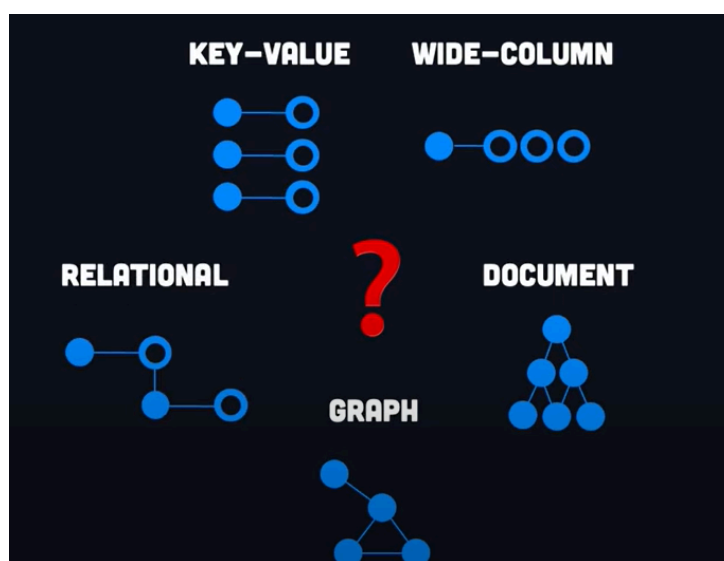 KEY-VALUE
WIDE-COLUMN
RELATIONAL
?
DOCUMENT
GRAPH